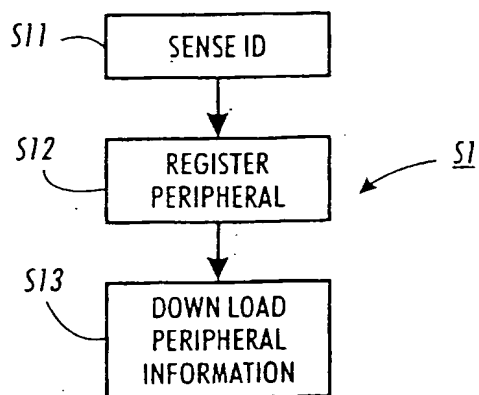 S11
SENSE ID
S12
REGISTER
PERIPHERAL
S1
S13
DOWN LOAD
PERIPHERAL
INFORMATION